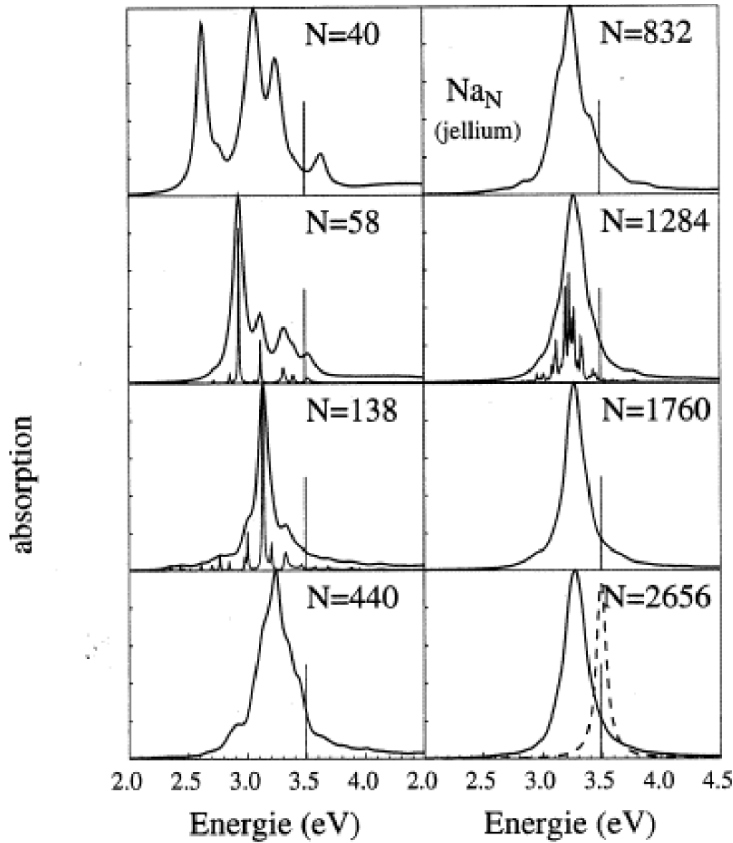 N=40
N=832
Na_N
(jellium)
N=58
N=1284
N=138
N=1760
absorption
N=440
N=2656
2.0 2.5 3.0 3.5 4.0 2.0 2.5 3.0 3.5 4.0 4.5
Energie (eV) Energie (eV)